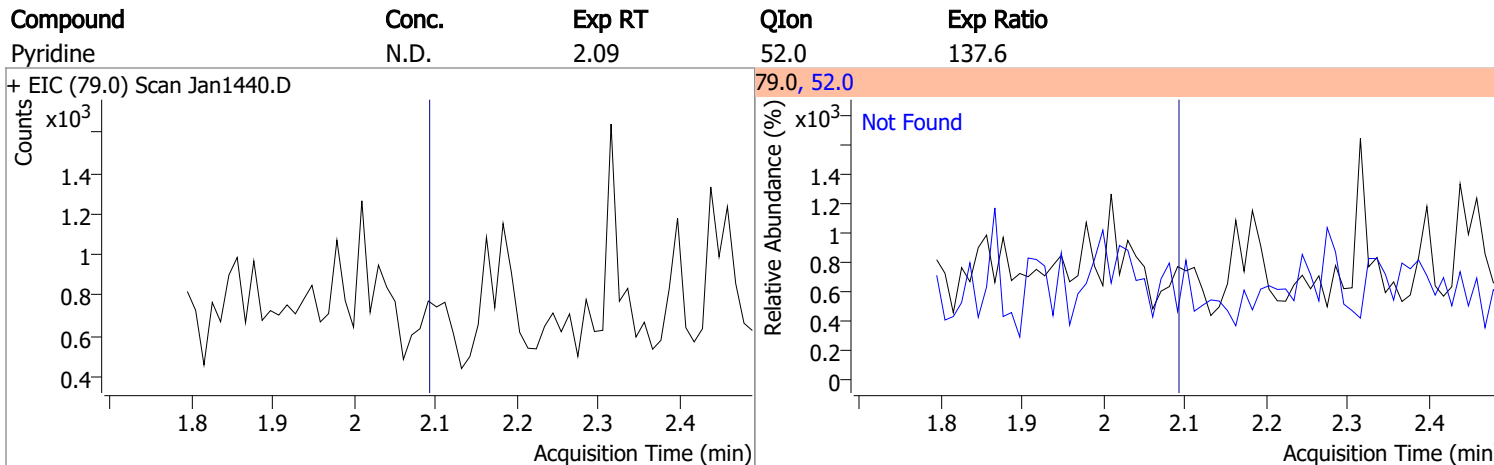 Compound Conc. Exp RT QIon Exp Ratio
Pyridine N.D. 2.09 52.0 137.6
+ EIC (79.0) Scan Jan1440.D
Counts
x10³
1.4
1.2
1
0.8
0.6
0.4
1.8 1.9 2 2.1 2.2 2.3 2.4
Acquisition Time (min)
79.0, 52.0
Relative Abundance (%)
x10³
Not Found
1.4
1.2
1
0.8
0.6
0.4
0.2
0
1.8 1.9 2 2.1 2.2 2.3 2.4
Acquisition Time (min